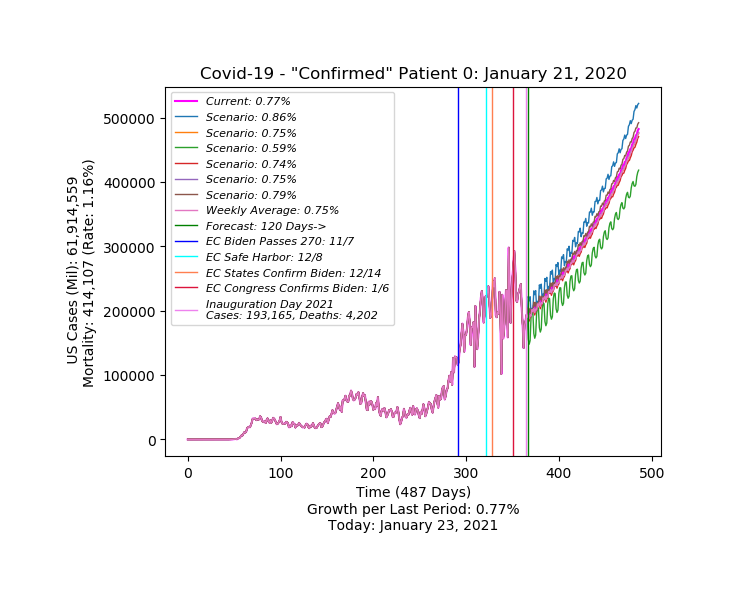 Covid-19 - "Confirmed" Patient 0: January 21, 2020
Current: 0.77%
Scenario: 0.86%
Scenario: 0.75%
Scenario: 0.59%
Scenario: 0.74%
Scenario: 0.75%
Scenario: 0.79%
Weekly Average: 0.75%
Forecast: 120 Days->
EC Biden Passes 270: 11/7
EC Safe Harbor: 12/8
EC States Confirm Biden: 12/14
EC Congress Confirms Biden: 1/6
Inauguration Day 2021
Cases: 193,165, Deaths: 4,202
US Cases (Mil): 61,914,559
Mortality: 414,107 (Rate: 1.16%)
500000
400000
300000
200000
100000
0
0 100 200 300 400 500
Time (487 Days)
Growth per Last Period: 0.77%
Today: January 23, 2021